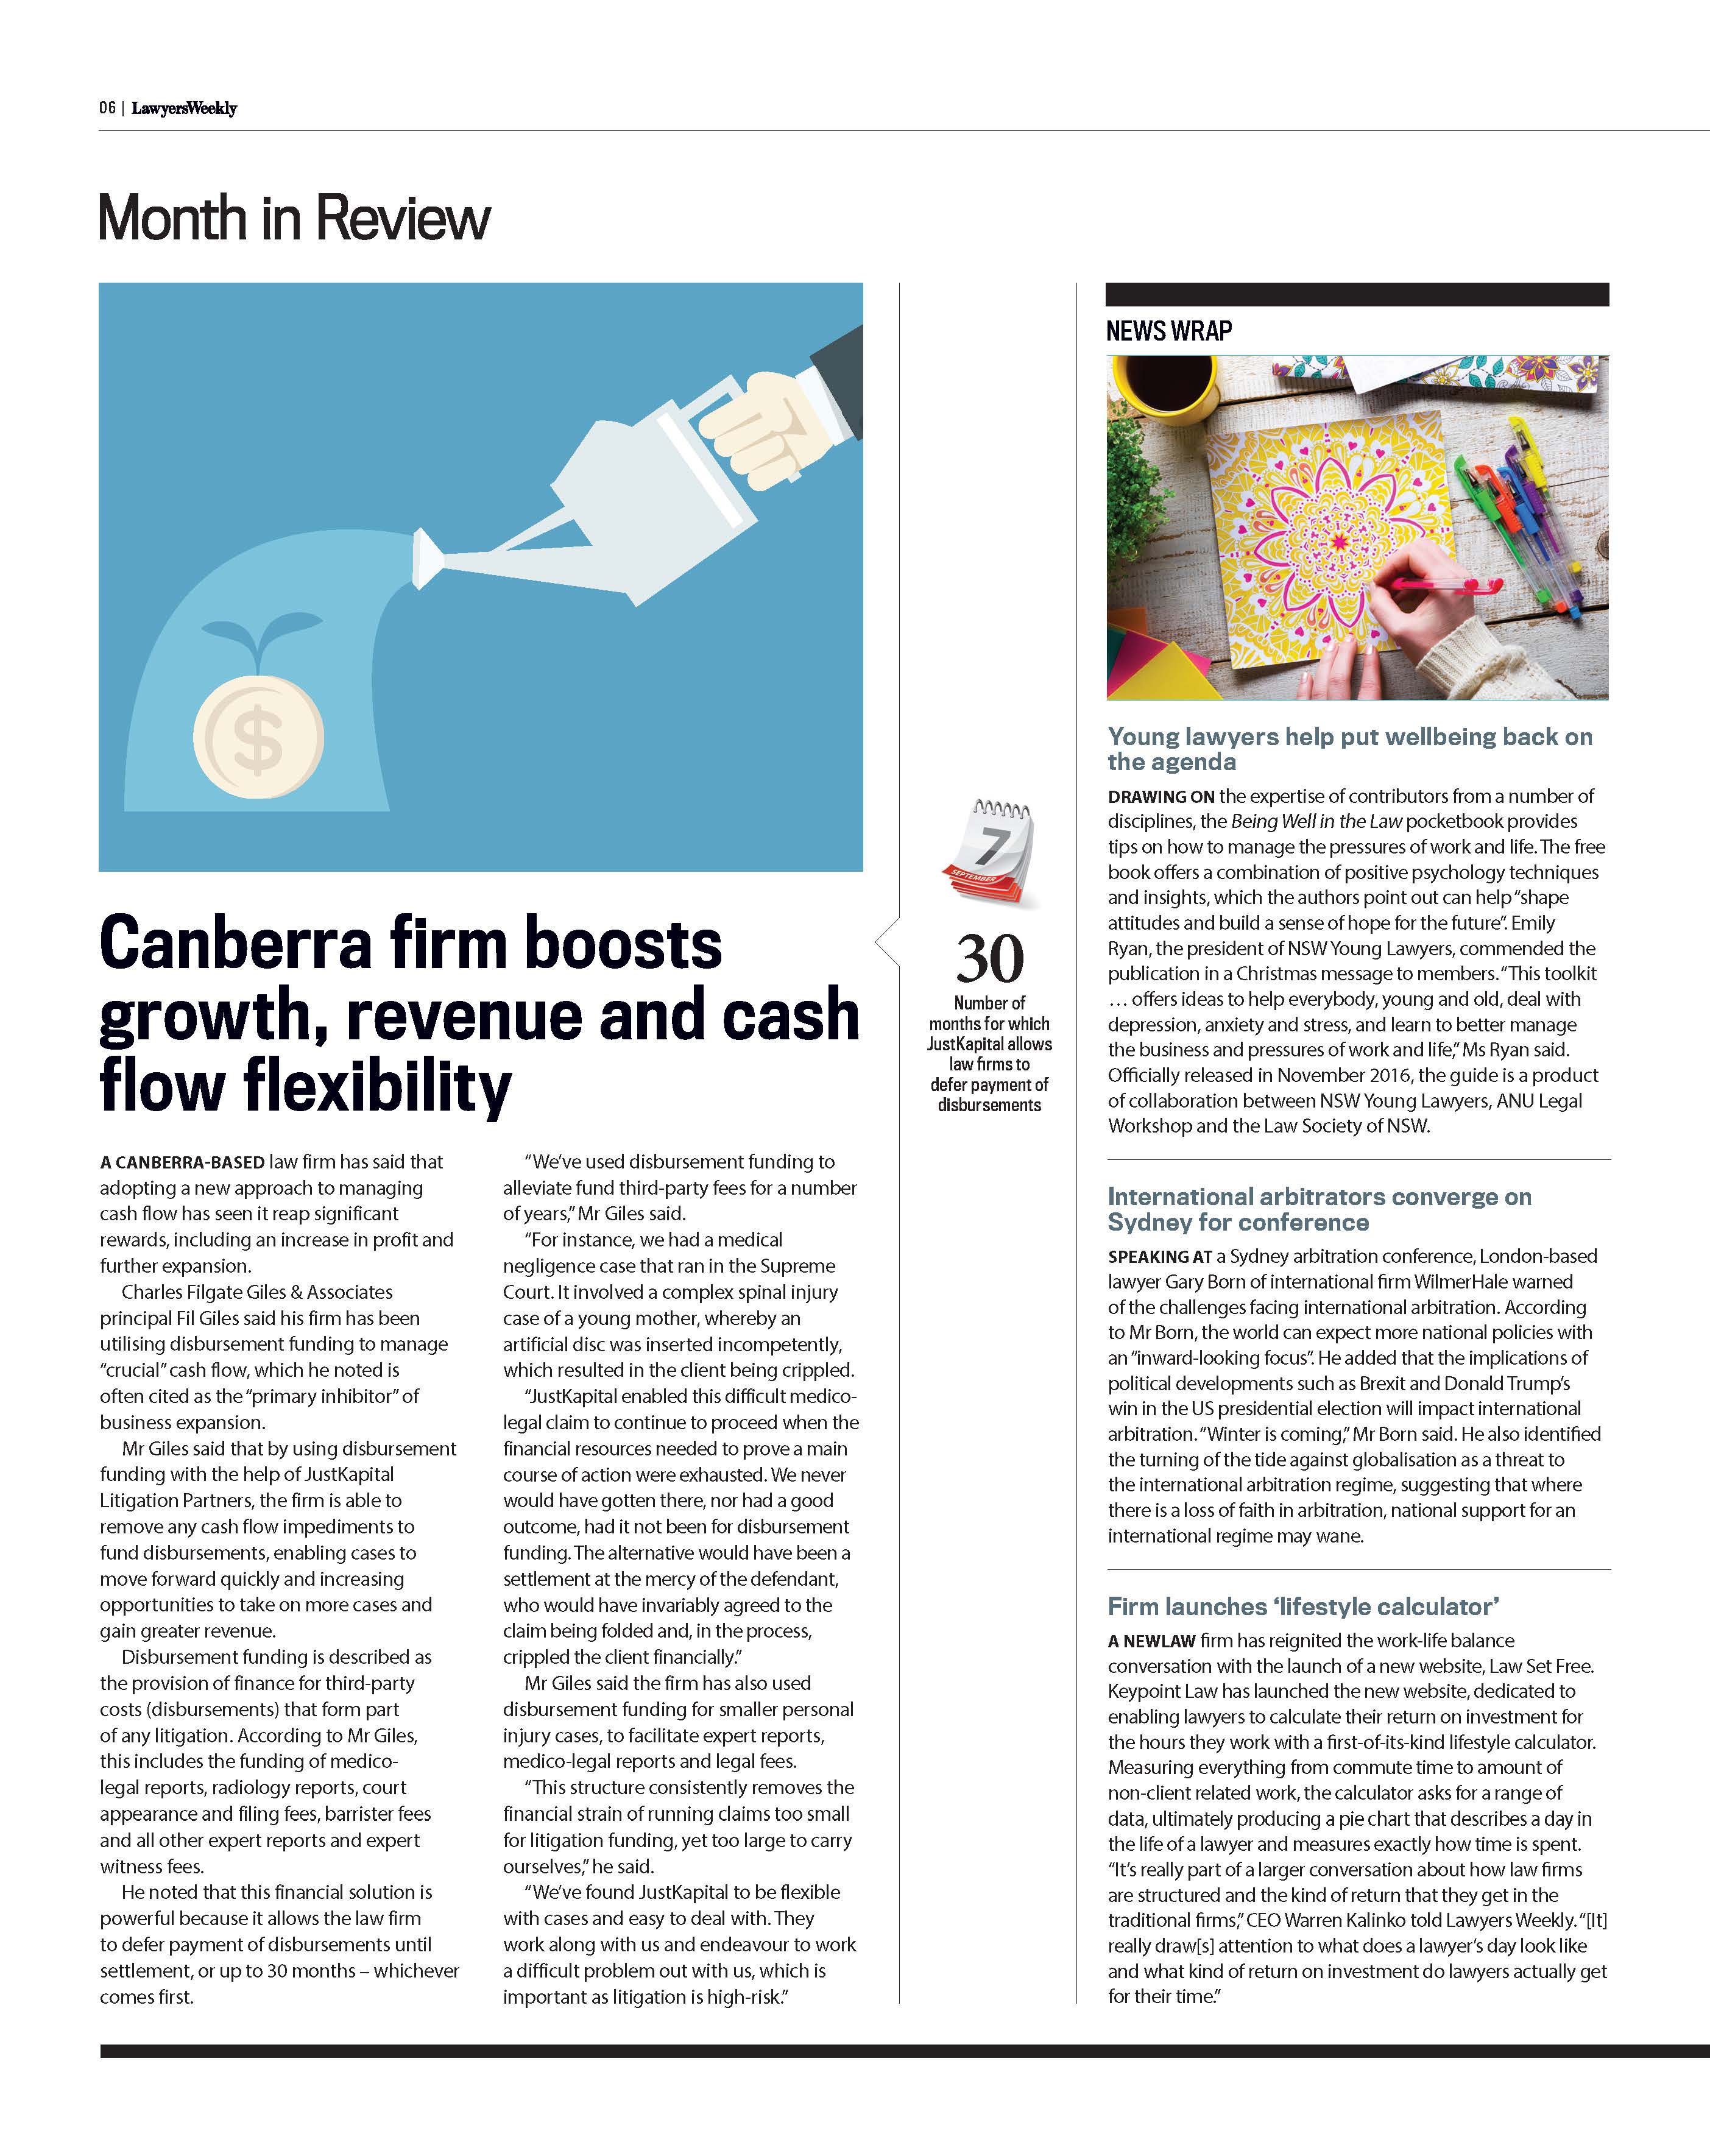 06 | LawyersWeekly
Month in Review
$
Canberra firm boosts
growth, revenue and cash
flow flexibility
A CANBERRA-BASED law firm has said that
adopting a new approach to managing
cash flow has seen it reap significant
rewards, including an increase in profit and
further expansion.
Charles Filgate Giles & Associates
principal Fil Giles said his firm has been
utilising disbursement funding to manage
“crucial” cash flow, which he noted is
often cited as the “primary inhibitor” of
business expansion.
Mr Giles said that by using disbursement
funding with the help of JustKapital
Litigation Partners, the firm is able to
remove any cash flow impediments to
fund disbursements, enabling cases to
move forward quickly and increasing
opportunities to take on more cases and
gain greater revenue.
Disbursement funding is described as
the provision of finance for third-party
costs (disbursements) that form part
of any litigation. According to Mr Giles,
this includes the funding of medico-
legal reports, radiology reports, court
appearance and filing fees, barrister fees
and all other expert reports and expert
witness fees.
He noted that this financial solution is
powerful because it allows the law firm
to defer payment of disbursements until
settlement, or up to 30 months – whichever
comes first.
“We’ve used disbursement funding to
alleviate fund third-party fees for a number
of years,” Mr Giles said.
“For instance, we had a medical
negligence case that ran in the Supreme
Court. It involved a complex spinal injury
case of a young mother, whereby an
artificial disc was inserted incompetently,
which resulted in the client being crippled.
“JustKapital enabled this difficult medico-
legal claim to continue to proceed when the
financial resources needed to prove a main
course of action were exhausted. We never
would have gotten there, nor had a good
outcome, had it not been for disbursement
funding. The alternative would have been a
settlement at the mercy of the defendant,
who would have invariably agreed to the
claim being folded and, in the process,
crippled the client financially.”
Mr Giles said the firm has also used
disbursement funding for smaller personal
injury cases, to facilitate expert reports,
medico-legal reports and legal fees.
“This structure consistently removes the
financial strain of running claims too small
for litigation funding, yet too large to carry
ourselves,” he said.
“We’ve found JustKapital to be flexible
with cases and easy to deal with. They
work along with us and endeavour to work
a difficult problem out with us, which is
important as litigation is high-risk.”
7
SEPTEMBER
30
Number of
months for which
JustKapital allows
law firms to
defer payment of
disbursements
NEWS WRAP
Young lawyers help put wellbeing back on
the agenda
DRAWING ON the expertise of contributors from a number of
disciplines, the Being Well in the Law pocketbook provides
tips on how to manage the pressures of work and life. The free
book offers a combination of positive psychology techniques
and insights, which the authors point out can help “shape
attitudes and build a sense of hope for the future”. Emily
Ryan, the president of NSW Young Lawyers, commended the
publication in a Christmas message to members. “This toolkit
… offers ideas to help everybody, young and old, deal with
depression, anxiety and stress, and learn to better manage
the business and pressures of work and life,” Ms Ryan said.
Officially released in November 2016, the guide is a product
of collaboration between NSW Young Lawyers, ANU Legal
Workshop and the Law Society of NSW.
International arbitrators converge on
Sydney for conference
SPEAKING AT a Sydney arbitration conference, London-based
lawyer Gary Born of international firm WilmerHale warned
of the challenges facing international arbitration. According
to Mr Born, the world can expect more national policies with
an “inward-looking focus”. He added that the implications of
political developments such as Brexit and Donald Trump’s
win in the US presidential election will impact international
arbitration. “Winter is coming,” Mr Born said. He also identified
the turning of the tide against globalisation as a threat to
the international arbitration regime, suggesting that where
there is a loss of faith in arbitration, national support for an
international regime may wane.
Firm launches ‘lifestyle calculator’
A NEWLAW firm has reignited the work-life balance
conversation with the launch of a new website, Law Set Free.
Keypoint Law has launched the new website, dedicated to
enabling lawyers to calculate their return on investment for
the hours they work with a first-of-its-kind lifestyle calculator.
Measuring everything from commute time to amount of
non-client related work, the calculator asks for a range of
data, ultimately producing a pie chart that describes a day in
the life of a lawyer and measures exactly how time is spent.
“It’s really part of a larger conversation about how law firms
are structured and the kind of return that they get in the
traditional firms,” CEO Warren Kalinko told Lawyers Weekly. “[It]
really draw[s] attention to what does a lawyer’s day look like
and what kind of return on investment do lawyers actually get
for their time.”